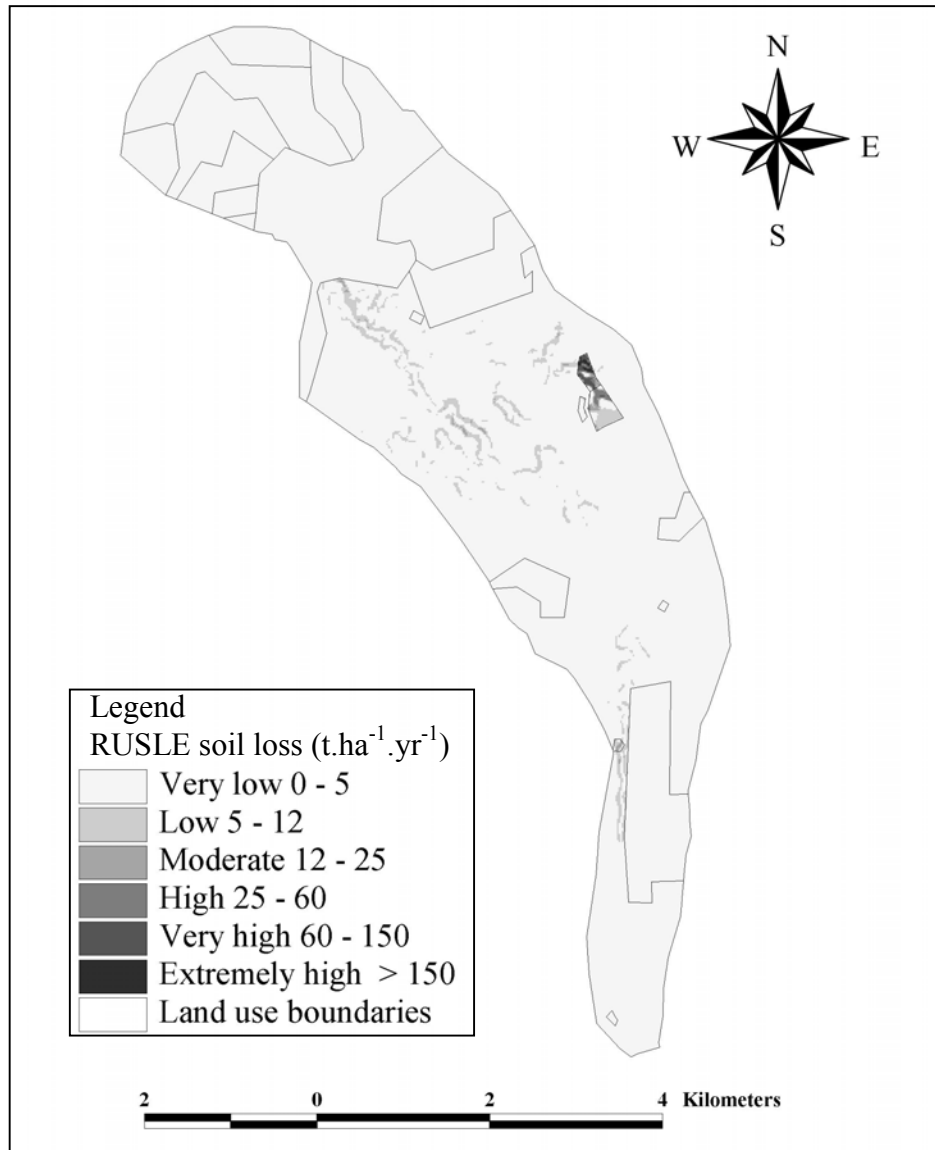 N
W E
S
Legend
RUSLE soil loss (t.ha⁻¹.yr⁻¹)
Very low 0 - 5
Low 5 - 12
Moderate 12 - 25
High 25 - 60
Very high 60 - 150
Extremely high > 150
Land use boundaries
2 0 2 4 Kilometers